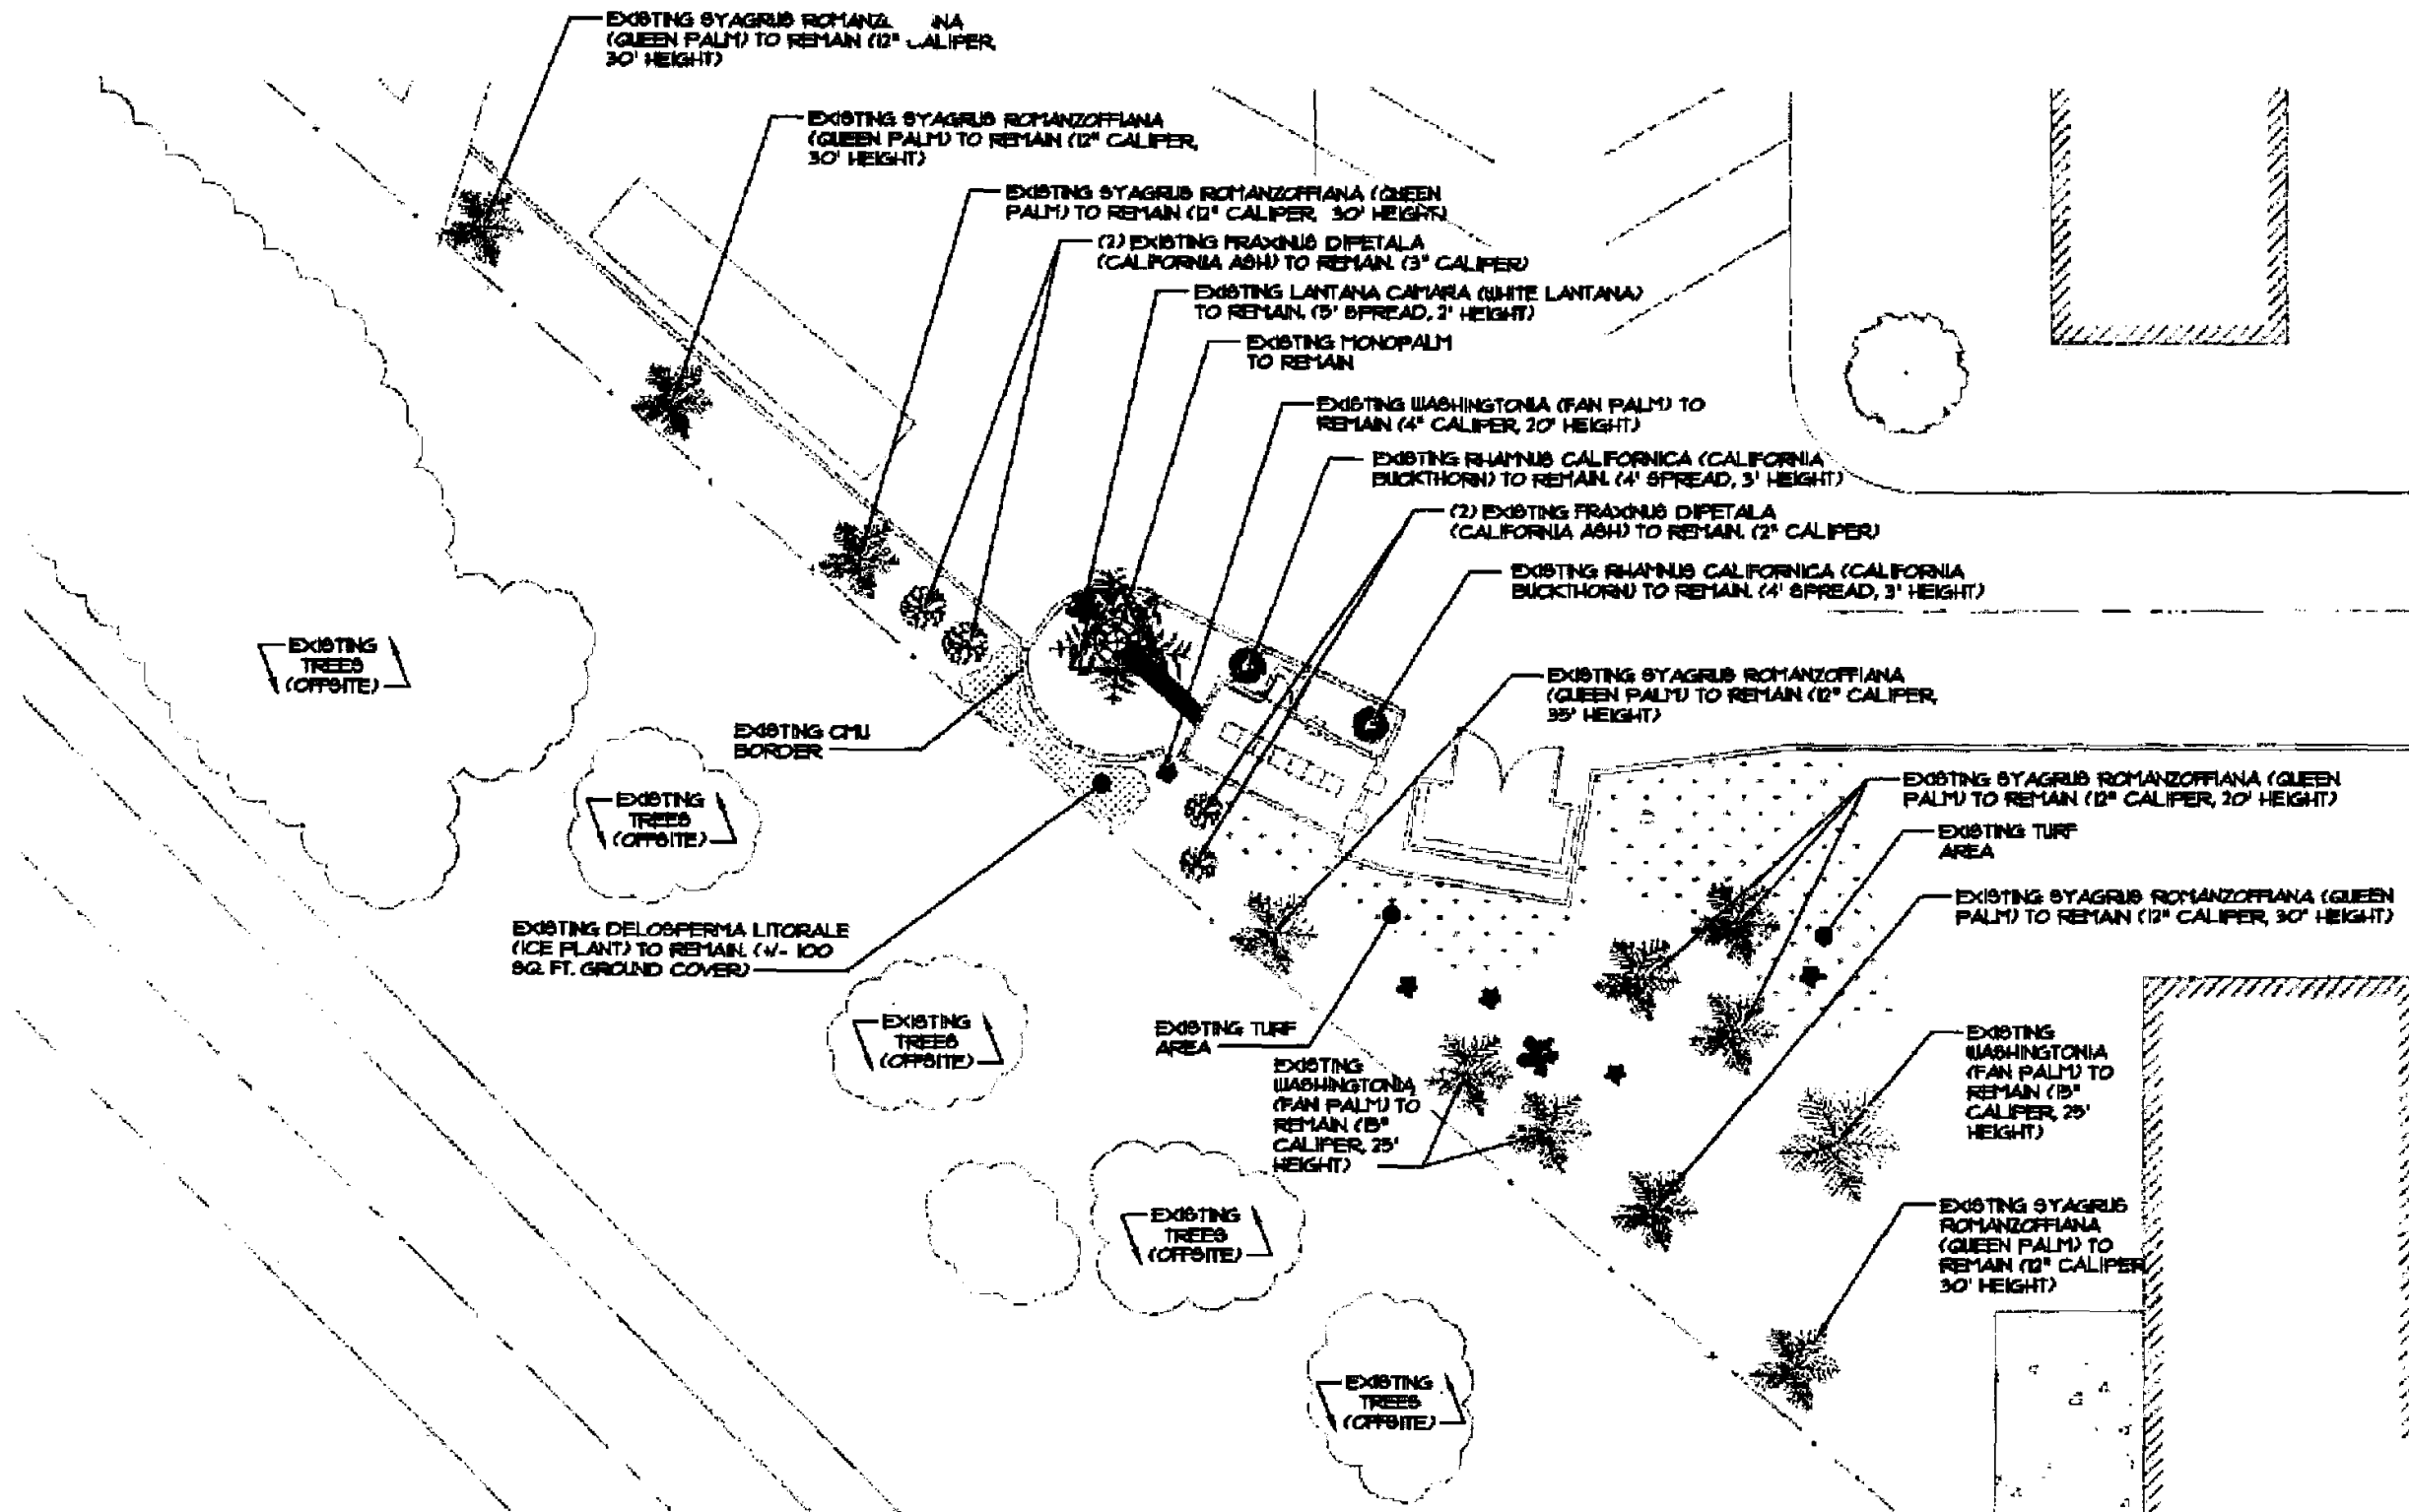 EXISTING SYAGRUS
(QUEEN PALM) TO REMAIN (12" CALIPER,
30' HEIGHT)
EXISTING SYAGRUS ROMANZOFFIANA
(QUEEN PALM) TO REMAIN (12" CALIPER,
30' HEIGHT)
EXISTING SYAGRUS ROMANZOFFIANA (QUEEN
PALM) TO REMAIN (12" CALIPER, 30' HEIGHT)
(2) EXISTING FRAXINUS DIPETALA
(CALIFORNIA ASH) TO REMAIN. (3" CALIPER)
EXISTING LANTANA CAMARA (WHITE LANTANA)
TO REMAIN. (5' SPREAD, 2' HEIGHT)
EXISTING MONOPALM
TO REMAIN
EXISTING WASHINGTONIA (FAN PALM) TO
REMAIN (4" CALIPER, 20' HEIGHT)
EXISTING RHAMNUS CALIFORNICA (CALIFORNIA
BUCKTHORN) TO REMAIN. (4' SPREAD, 3' HEIGHT)
(2) EXISTING FRAXINUS DIPETALA
(CALIFORNIA ASH) TO REMAIN. (2" CALIPER)
EXISTING RHAMNUS CALIFORNICA (CALIFORNIA
BUCKTHORN) TO REMAIN. (4' SPREAD, 3' HEIGHT)
EXISTING
TREES
(OFFSITE)
EXISTING SYAGRUS ROMANZOFFIANA
(QUEEN PALM) TO REMAIN (12" CALIPER,
35' HEIGHT)
EXISTING CMU
BORDER
EXISTING
TREES
(OFFSITE)
EXISTING SYAGRUS ROMANZOFFIANA (QUEEN
PALM) TO REMAIN (12" CALIPER, 20' HEIGHT)
EXISTING TURF
AREA
EXISTING SYAGRUS ROMANZOFFIANA (QUEEN
PALM) TO REMAIN (12" CALIPER, 30' HEIGHT)
EXISTING DELOSPERMA LITORALE
(ICE PLANT) TO REMAIN. (+/- 100
SQ. FT. GROUND COVER)
EXISTING
TREES
(OFFSITE)
EXISTING TURF
AREA
EXISTING
WASHINGTONIA
(FAN PALM) TO
REMAIN (15"
CALIPER, 25'
HEIGHT)
EXISTING
WASHINGTONIA
(FAN PALM) TO
REMAIN (15"
CALIPER, 25'
HEIGHT)
EXISTING
TREES
(OFFSITE)
EXISTING SYAGRUS
ROMANZOFFIANA
(QUEEN PALM) TO
REMAIN (12" CALIPER
30' HEIGHT)
EXISTING
TREES
(OFFSITE)